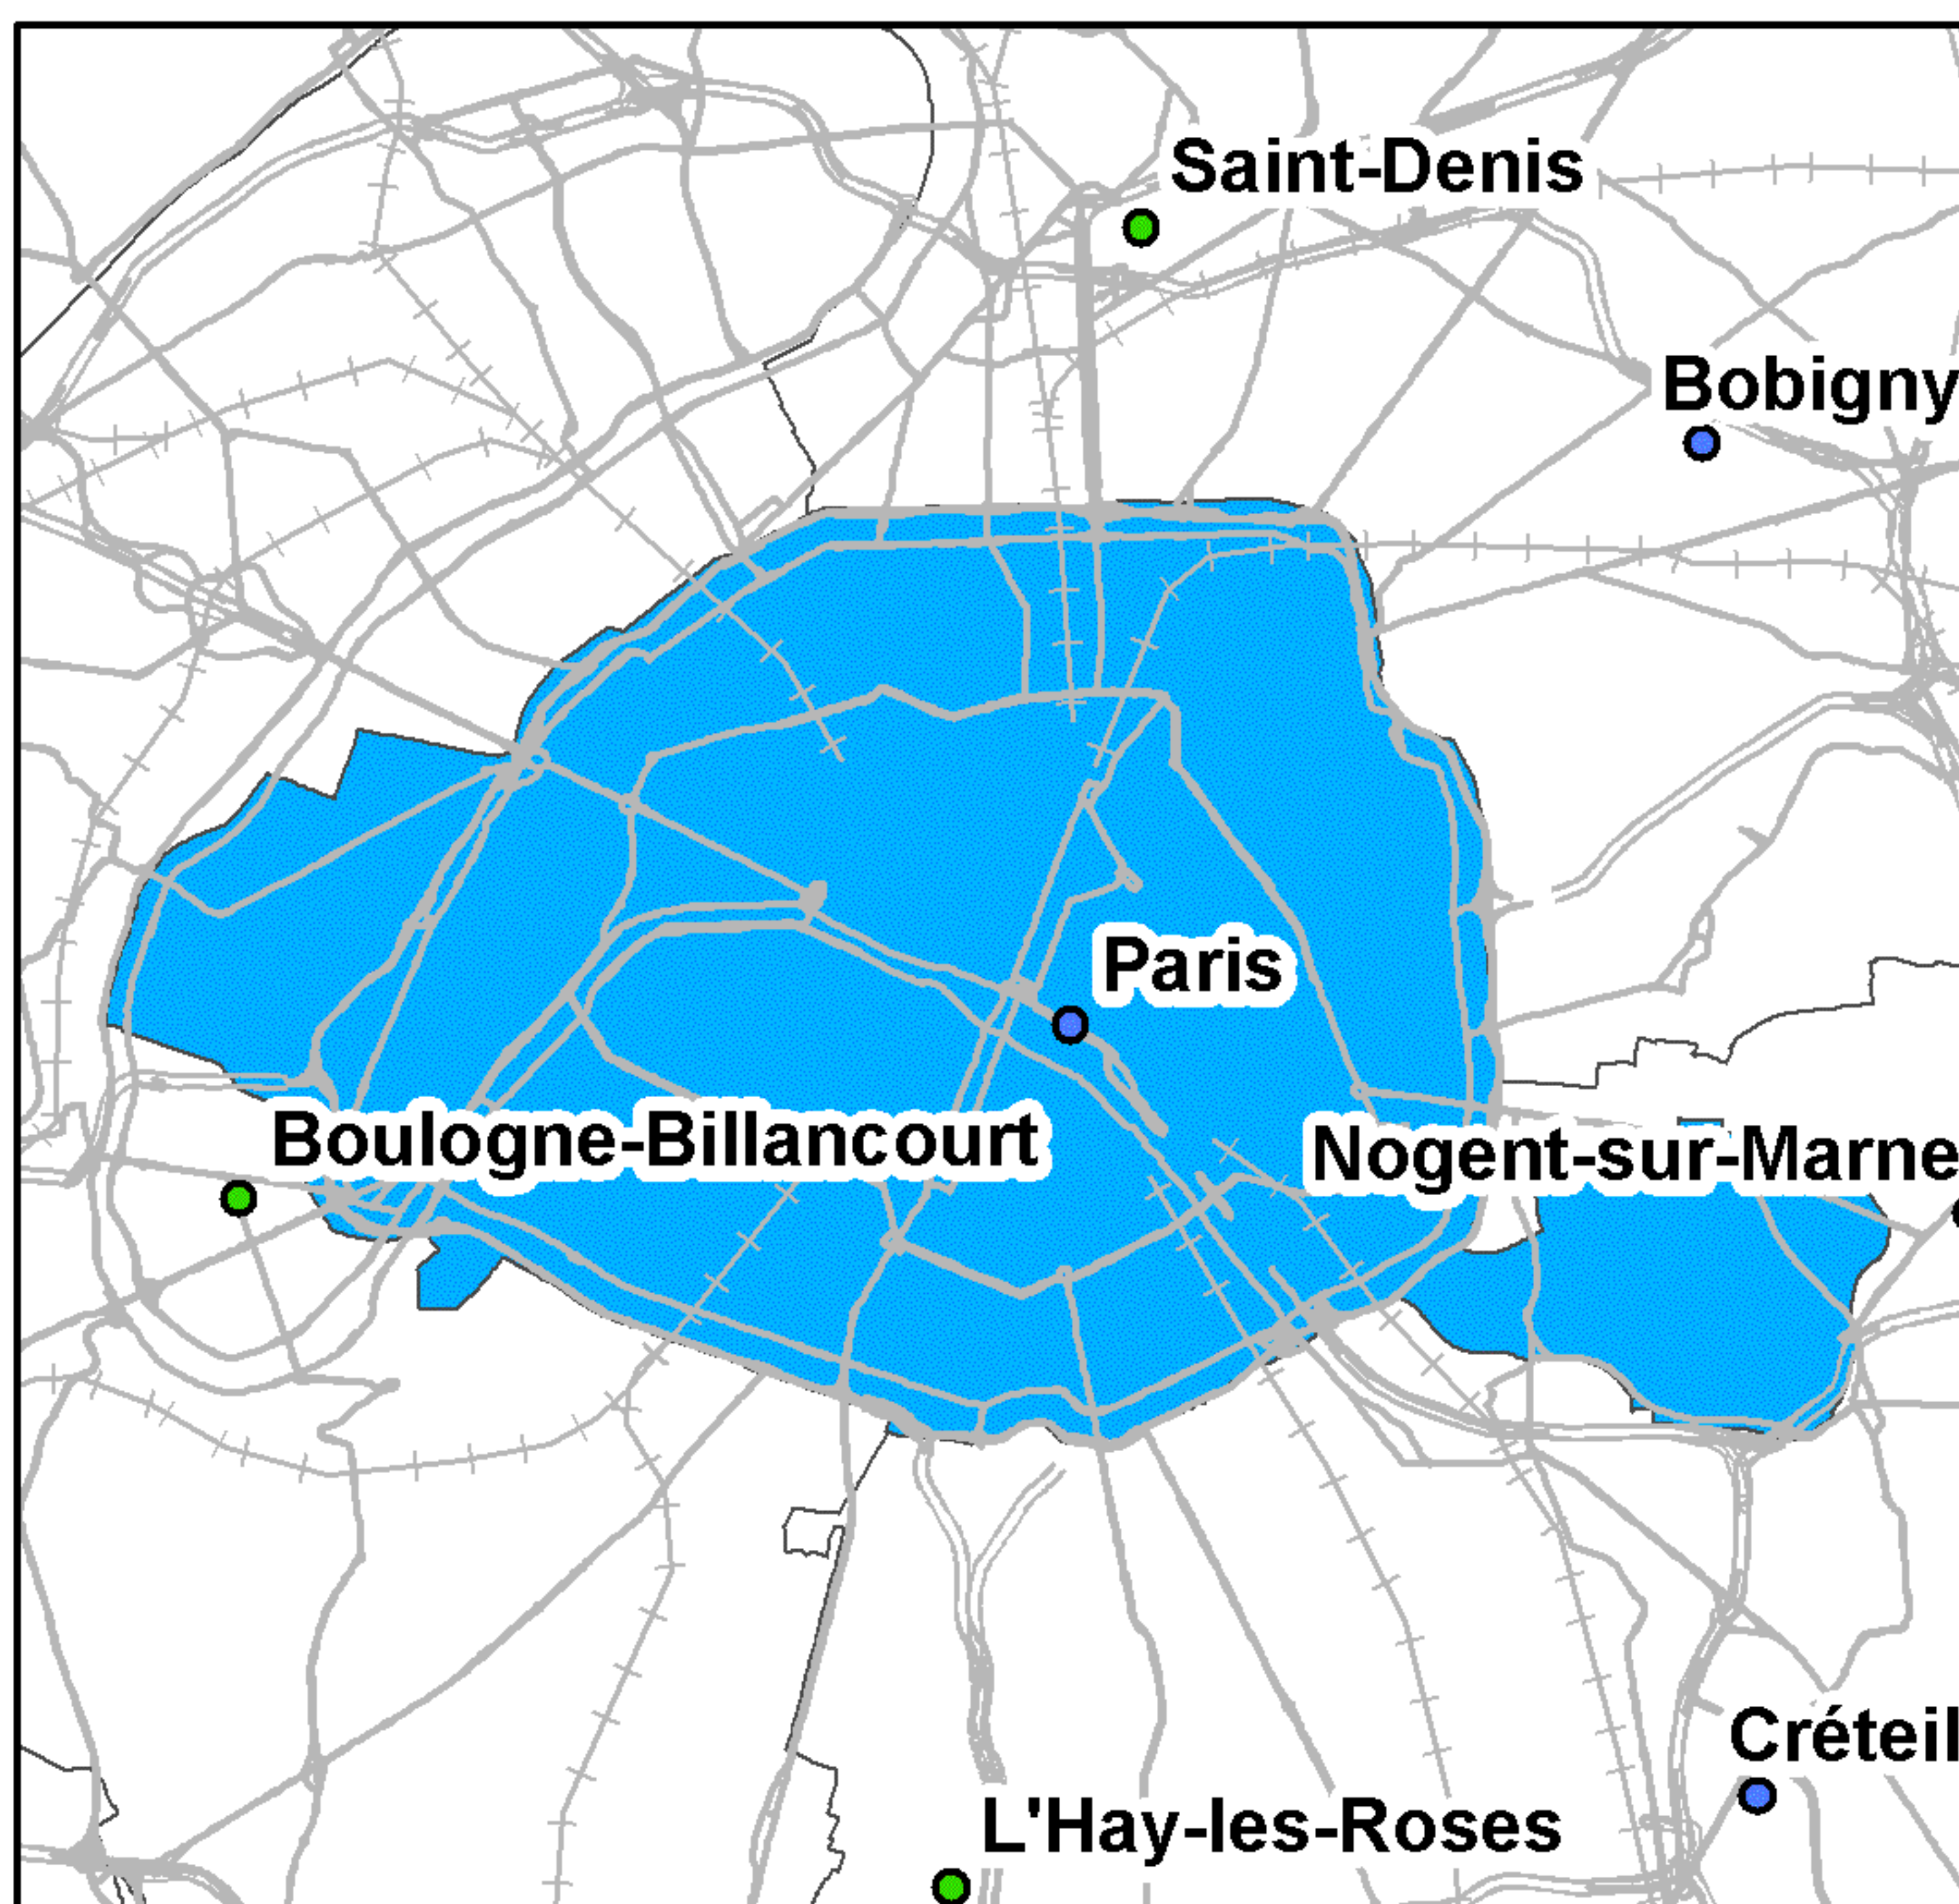 Saint-Denis
Bobigny
Paris
Boulogne-Billancourt
Nogent-sur-Marne
Créteil
L'Hay-les-Roses